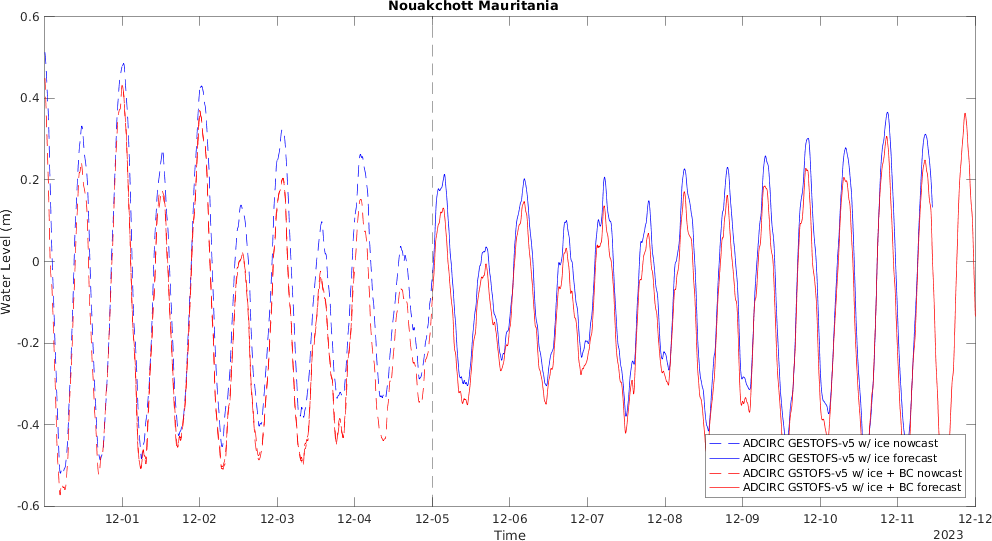 Nouakchott Mauritania
Water Level (m)
0.6
0.4
0.2
0
-0.2
-0.4
-0.6
12-01 12-02 12-03 12-04 12-05 12-06 12-07 12-08 12-09 12-10 12-11 12-12
Time
2023
ADCIRC GESTOFS-v5 w/ ice nowcast
ADCIRC GESTOFS-v5 w/ ice forecast
ADCIRC GSTOFS-v5 w/ ice + BC nowcast
ADCIRC GSTOFS-v5 w/ ice + BC forecast